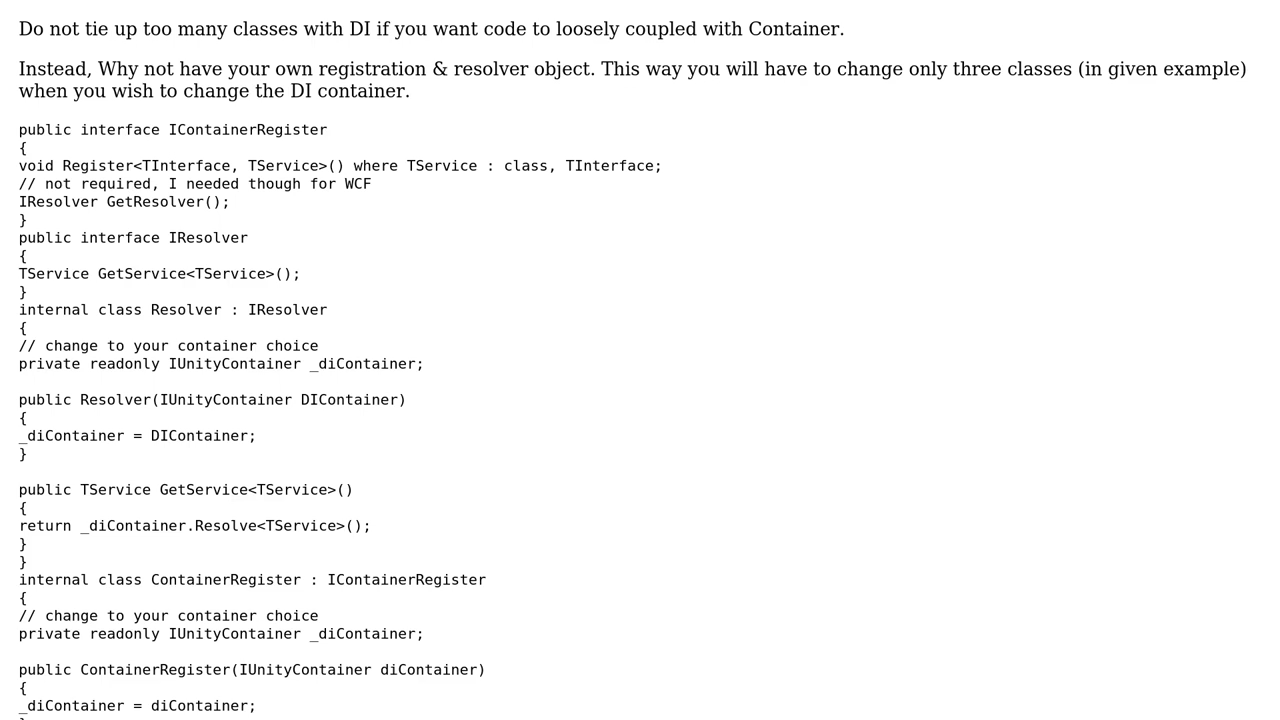 Do not tie up too many classes with DI if you want code to loosely coupled with Container.
Instead, Why not have your own registration & resolver object. This way you will have to change only three classes (in given example)
when you wish to change the DI container.
public interface IContainerRegister
{
void Register<TInterface, TService>() where TService : class, TInterface;
// not required, I needed though for WCF
IResolver GetResolver();
}
public interface IResolver
{
TService GetService<TService>();
}
internal class Resolver : IResolver
{
// change to your container choice
private readonly IUnityContainer _diContainer;
public Resolver(IUnityContainer DIContainer)
{
_diContainer = DIContainer;
}
public TService GetService<TService>()
{
return _diContainer.Resolve<TService>();
}
}
internal class ContainerRegister : IContainerRegister
{
// change to your container choice
private readonly IUnityContainer _diContainer;
public ContainerRegister(IUnityContainer diContainer)
{
_diContainer = diContainer;
}